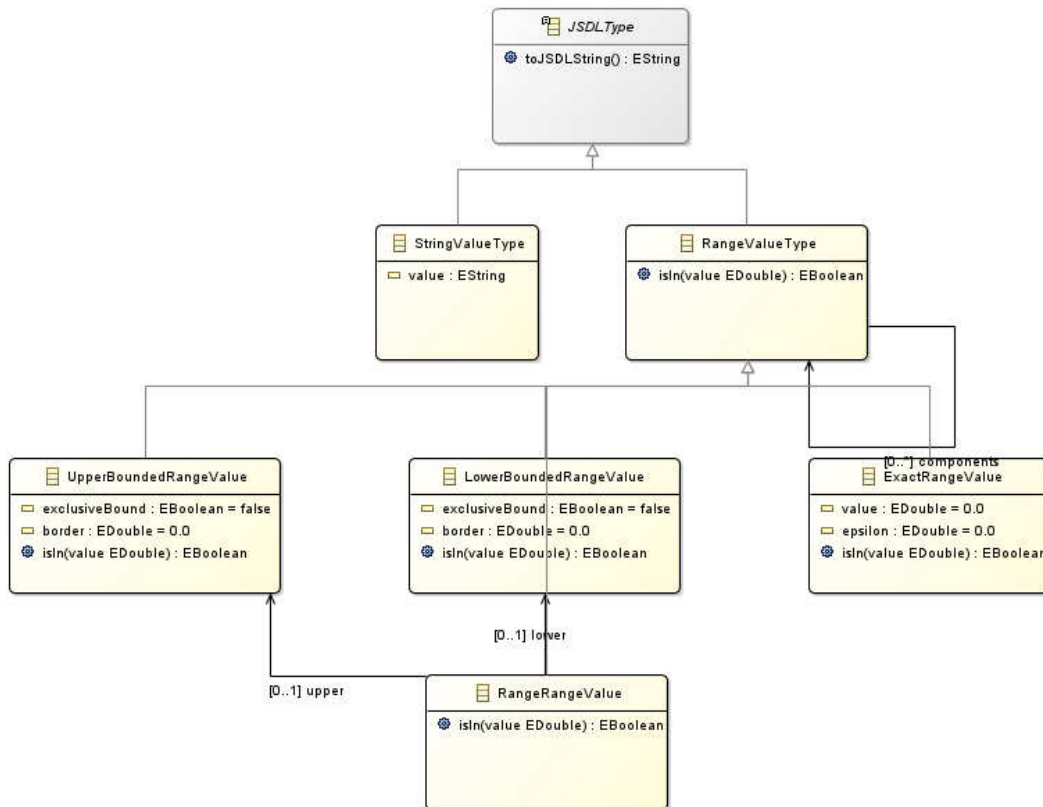 JSDLType
toJSDLString() : EString
StringValueType
value : EString
RangeValueType
isIn(value EDouble) : EBoolean
[0..*] components
UpperBoundedRangeValue
exclusiveBound : EBoolean = false
border : EDouble = 0.0
isIn(value EDouble) : EBoolean
LowerBoundedRangeValue
exclusiveBound : EBoolean = false
border : EDouble = 0.0
isIn(value EDouble) : EBoolean
ExactRangeValue
value : EDouble = 0.0
epsilon : EDouble = 0.0
isIn(value EDouble) : EBoolean
[0..1] lower
[0..1] upper
RangeRangeValue
isIn(value EDouble) : EBoolean